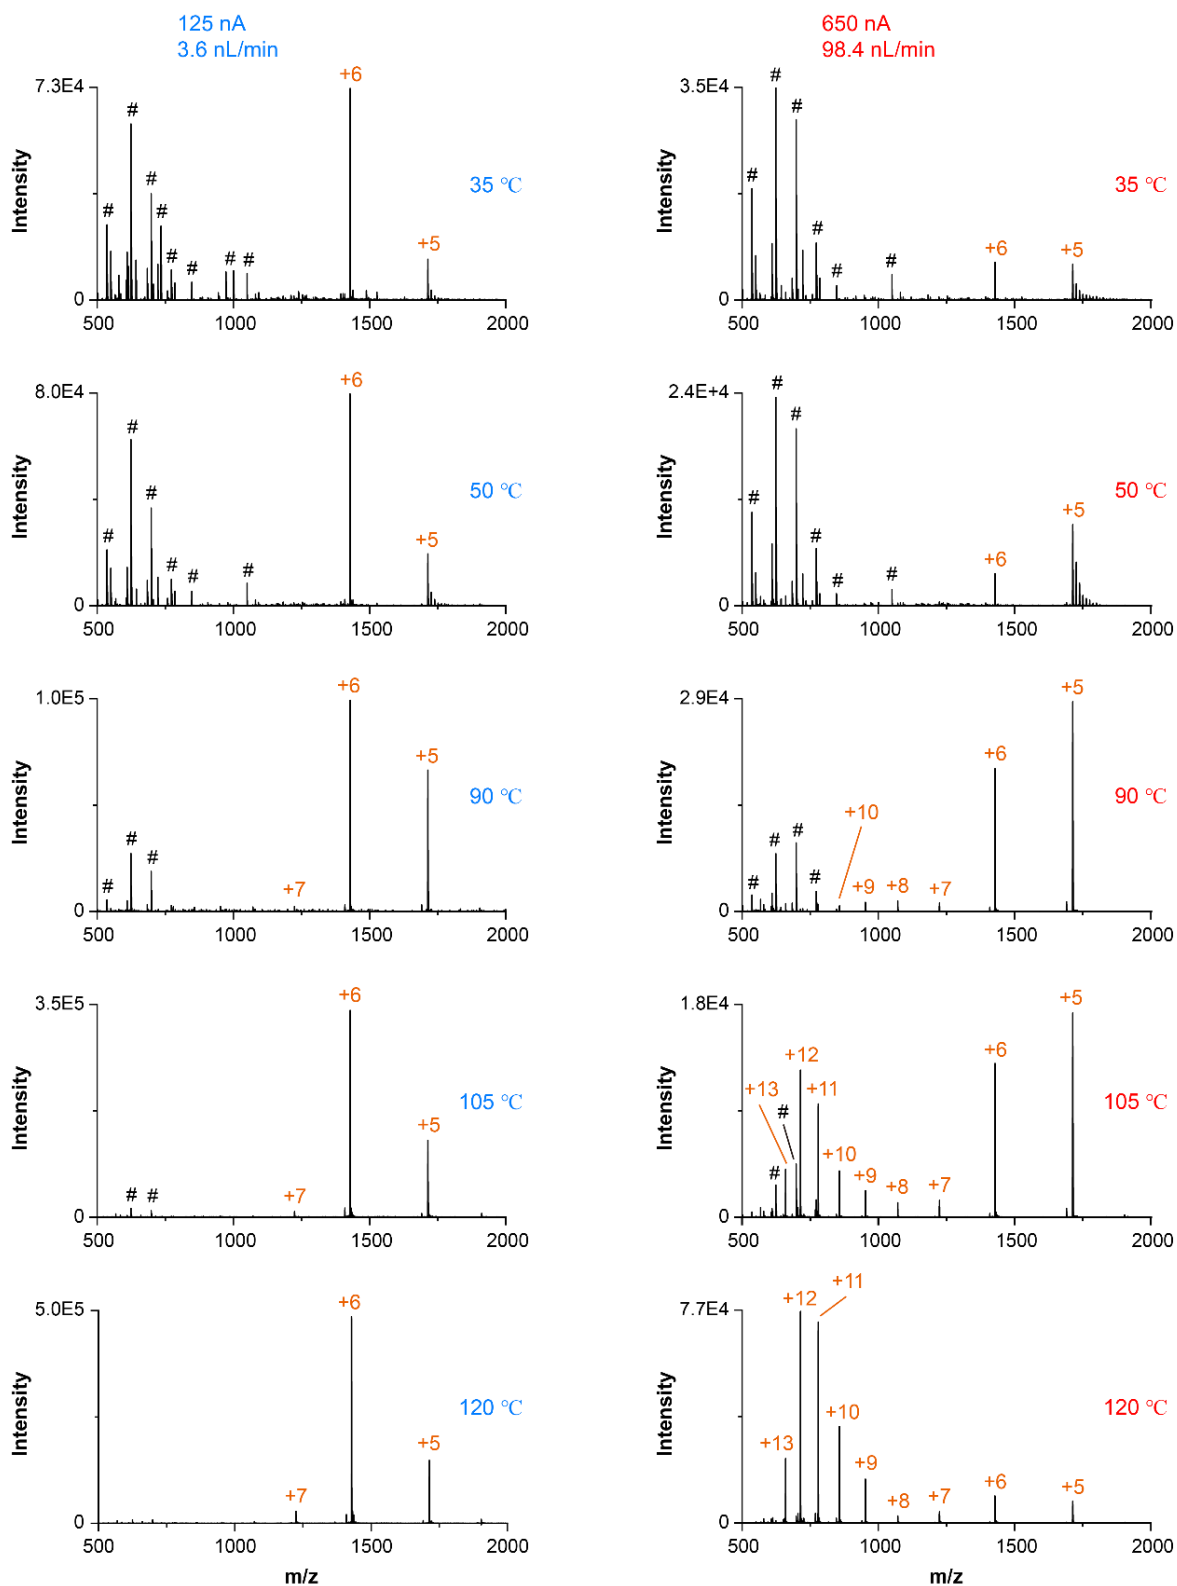 125 nA
3.6 nL/min
650 nA
98.4 nL/min
7.3E4
Intensity
0
# # # # # # # # #
+6
+5
35 ℃
500 1000 1500 2000
3.5E4
Intensity
0
# # # # # #
+6
+5
35 ℃
500 1000 1500 2000
8.0E4
Intensity
0
# # # # # #
+6
+5
50 ℃
500 1000 1500 2000
2.4E+4
Intensity
0
# # # # # #
+6
+5
50 ℃
500 1000 1500 2000
1.0E5
Intensity
0
# # #
+7
+6
+5
90 ℃
500 1000 1500 2000
2.9E4
Intensity
0
# # # #
+10
+9
+8
+7
+6
+5
90 ℃
500 1000 1500 2000
3.5E5
Intensity
0
# #
+7
+6
+5
105 ℃
500 1000 1500 2000
1.8E4
Intensity
0
# #
+13
+12
+11
+10
+9
+8
+7
+6
+5
105 ℃
500 1000 1500 2000
5.0E5
Intensity
0
+7
+6
+5
120 ℃
500 1000 1500 2000
m/z
7.7E4
Intensity
0
+13
+12
+11
+10
+9
+8
+7
+6
+5
120 ℃
500 1000 1500 2000
m/z